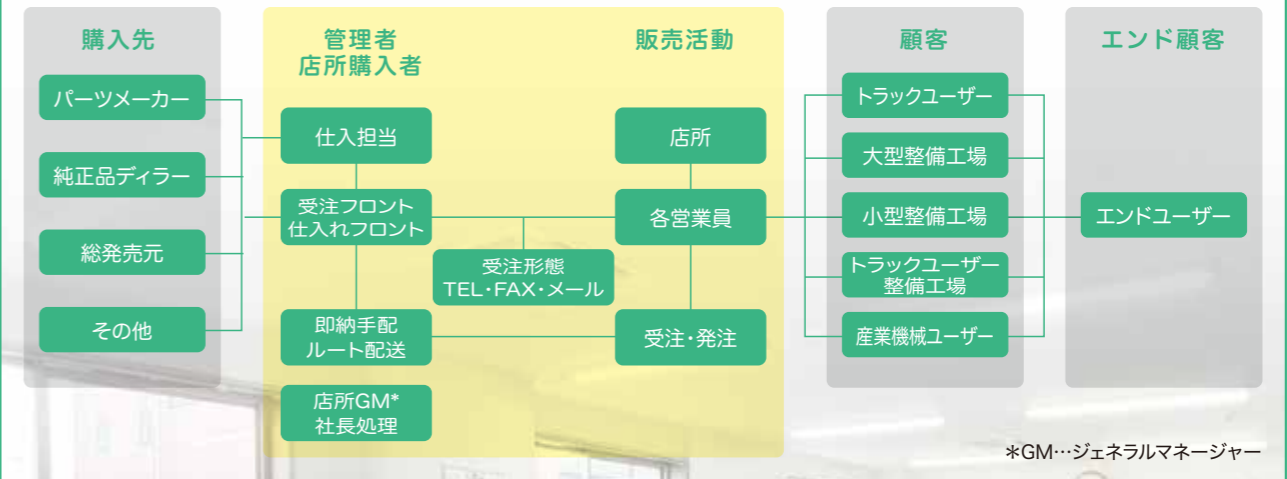 購入先
パーツメーカー
純正品ディラー
総発売元
その他
管理者
店所購入者
仕入担当
受注フロント
仕入れフロント
受注形態
TEL・FAX・メール
即納手配
ルート配送
店所GM*
社長処理
販売活動
店所
各営業員
受注・発注
顧客
トラックユーザー
大型整備工場
小型整備工場
トラックユーザー
整備工場
産業機械ユーザー
エンド顧客
エンドユーザー
*GM…ジェネラルマネージャー